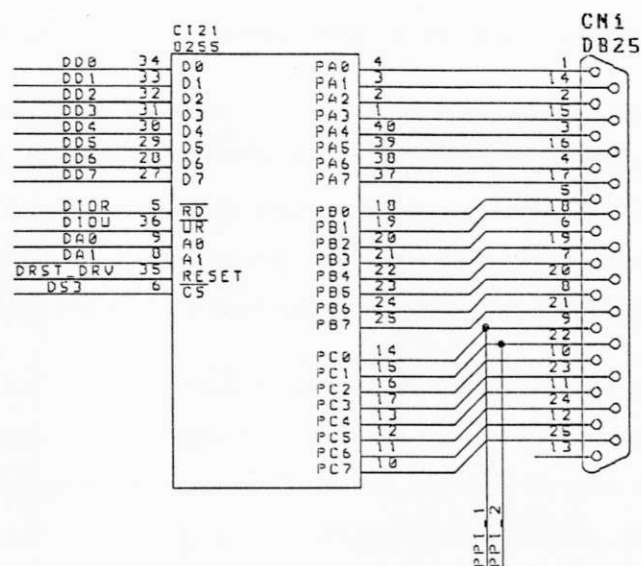 CN1
DB25
CI21
8255
DD0 34 D0 PA0 4 1
DD1 33 D1 PA1 3 14
DD2 32 D2 PA2 2 2
DD3 31 D3 PA3 1 15
DD4 30 D4 PA4 40 3
DD5 29 D5 PA5 39 16
DD6 28 D6 PA6 38 4
DD7 27 D7 PA7 37 17
5
DIOR 5 RD PB0 18 18
DIOW 36 WR PB1 19 6
DA0 9 A0 PB2 20 19
DA1 8 A1 PB3 21 7
DRST_DRV 35 RESET PB4 22 20
DS3 6 CS PB5 23 8
PB6 24 21
PB7 25 9
22
PC0 14 10
PC1 15 23
PC2 16 11
PC3 17 24
PC4 13 12
PC5 12 25
PC6 11 13
PC7 10
PPI_1
PPI_2